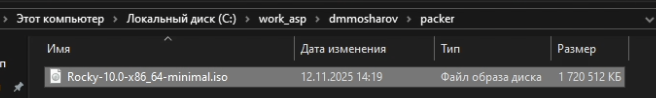 > Этот компьютер > Локальный диск (C:) > work_asp > dmmosharov > packer
Имя Дата изменения Тип Размер
Rocky-10.0-x86_64-minimal.iso 12.11.2025 14:19 Файл образа диска 1 720 512 КБ